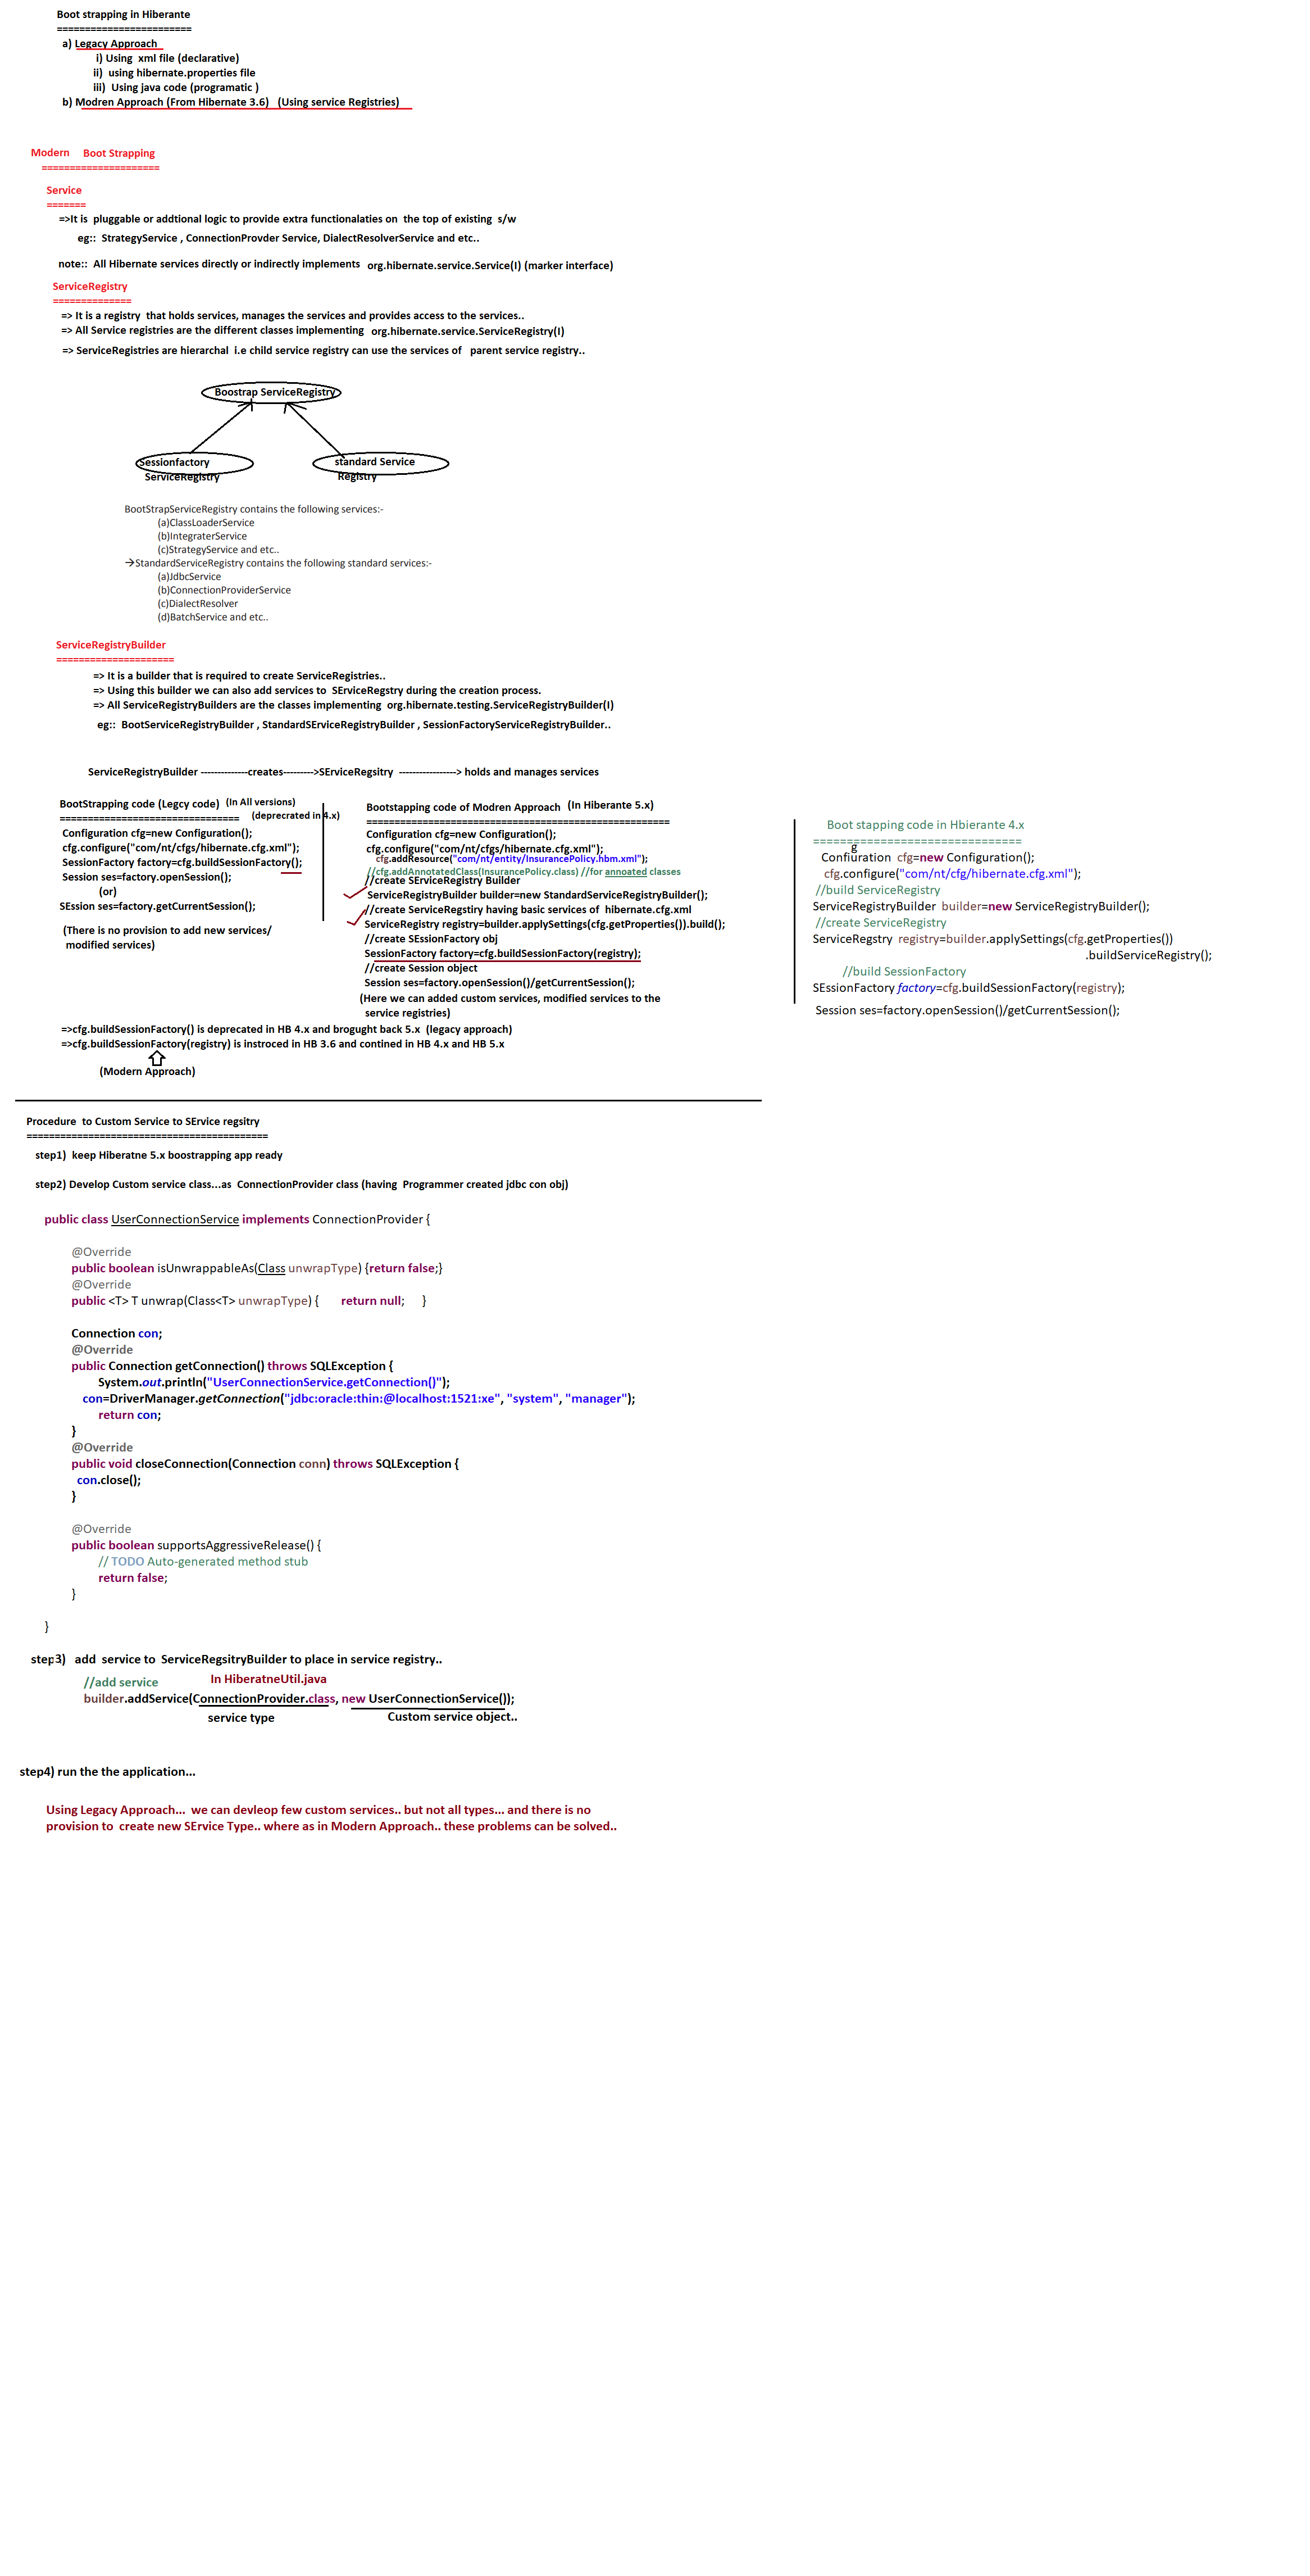 Boot strapping in Hiberante
========================
a) Legacy Approach
i) Using  xml file (declarative)
ii)  using hibernate.properties file
iii)  Using java code (programatic )
b) Modren Approach (From Hibernate 3.6)   (Using service Registries)
Modern    Boot Strapping
=====================
Service
=======
=>It is  pluggable or addtional logic to provide extra functionalaties on  the top of existing  s/w
eg::  StrategyService , ConnectionProvder Service, DialectResolverService and etc..
note::  All Hibernate services directly or indirectly implements   org.hibernate.service.Service(I) (marker interface)
ServiceRegistry
==============
=> It is a registry  that holds services, manages the services and provides access to the services..
=> All Service registries are the different classes implementing   org.hibernate.service.ServiceRegistry(I)
=> ServiceRegistries are hierarchal  i.e child service registry can use the services of   parent service registry..
Boostrap ServiceRegistry
Sessionfactory
ServiceRegistry
standard Service
Registry
BootStrapServiceRegistry contains the following services:-
(a)ClassLoaderService
(b)IntegraterService
(c)StrategyService and etc..
→StandardServiceRegistry contains the following standard services:-
(a)JdbcService
(b)ConnectionProviderService
(c)DialectResolver
(d)BatchService and etc..
ServiceRegistryBuilder
=====================
=> It is a builder that is required to create ServiceRegistries..
=> Using this builder we can also add services to  SErviceRegstry during the creation process.
=> All ServiceRegistryBuilders are the classes implementing  org.hibernate.testing.ServiceRegistryBuilder(I)
eg::  BootServiceRegistryBuilder , StandardSErviceRegistryBuilder , SessionFactoryServiceRegistryBuilder..
ServiceRegistryBuilder --------------creates--------->SErviceRegsitry  -----------------> holds and manages services
BootStrapping code (Legcy code)  (In All versions)
(deprecrated in 4.x)
================================
Configuration cfg=new Configuration();
cfg.configure("com/nt/cfgs/hibernate.cfg.xml");
SessionFactory factory=cfg.buildSessionFactory();
Session ses=factory.openSession();
(or)
SEssion ses=factory.getCurrentSession();
(There is no provision to add new services/
modified services)
Bootstapping code of Modren Approach  (In Hiberante 5.x)
======================================================
Configuration cfg=new Configuration();
cfg.configure("com/nt/cfgs/hibernate.cfg.xml");
cfg.addResource("com/nt/entity/InsurancePolicy.hbm.xml");
//cfg.addAnnotatedClass(InsurancePolicy.class) //for annoated classes
//create SErviceRegistry Builder
ServiceRegistryBuilder builder=new StandardServiceRegistryBuilder();
//create ServiceRegstiry having basic services of  hibernate.cfg.xml
ServiceRegistry registry=builder.applySettings(cfg.getProperties()).build();
//create SEssionFactory obj
SessionFactory factory=cfg.buildSessionFactory(registry);
//create Session object
Session ses=factory.openSession()/getCurrentSession();
(Here we can added custom services, modified services to the
service registries)
Boot stapping code in Hbierante 4.x
===============================
g
Confiuration  cfg=new Configuration();
cfg.configure("com/nt/cfg/hibernate.cfg.xml");
//build ServiceRegistry
ServiceRegistryBuilder  builder=new ServiceRegistryBuilder();
//create ServiceRegistry
ServiceRegstry  registry=builder.applySettings(cfg.getProperties())
.buildServiceRegistry();
//build SessionFactory
SEssionFactory factory=cfg.buildSessionFactory(registry);
Session ses=factory.openSession()/getCurrentSession();
=>cfg.buildSessionFactory() is deprecated in HB 4.x and brogught back 5.x  (legacy approach)
=>cfg.buildSessionFactory(registry) is instroced in HB 3.6 and contined in HB 4.x and HB 5.x
(Modern Approach)
Procedure  to Custom Service to SErvice regsitry
===========================================
step1)  keep Hiberatne 5.x boostrapping app ready
step2) Develop Custom service class...as  ConnectionProvider class (having  Programmer created jdbc con obj)
public class UserConnectionService implements ConnectionProvider {
@Override
public boolean isUnwrappableAs(Class unwrapType) {return false;}
@Override
public <T> T unwrap(Class<T> unwrapType) {       return null;      }
Connection con;
@Override
public Connection getConnection() throws SQLException {
System.out.println("UserConnectionService.getConnection()");
con=DriverManager.getConnection("jdbc:oracle:thin:@localhost:1521:xe", "system", "manager");
return con;
}
@Override
public void closeConnection(Connection conn) throws SQLException {
con.close();
}
@Override
public boolean supportsAggressiveRelease() {
// TODO Auto-generated method stub
return false;
}
}
step3)   add  service to  ServiceRegsitryBuilder to place in service registry..
//add service          In HiberatneUtil.java
builder.addService(ConnectionProvider.class, new UserConnectionService());
service type
Custom service object..
step4) run the the application...
Using Legacy Approach...  we can devleop few custom services.. but not all types... and there is no
provision to  create new SErvice Type.. where as in Modern Approach.. these problems can be solved..